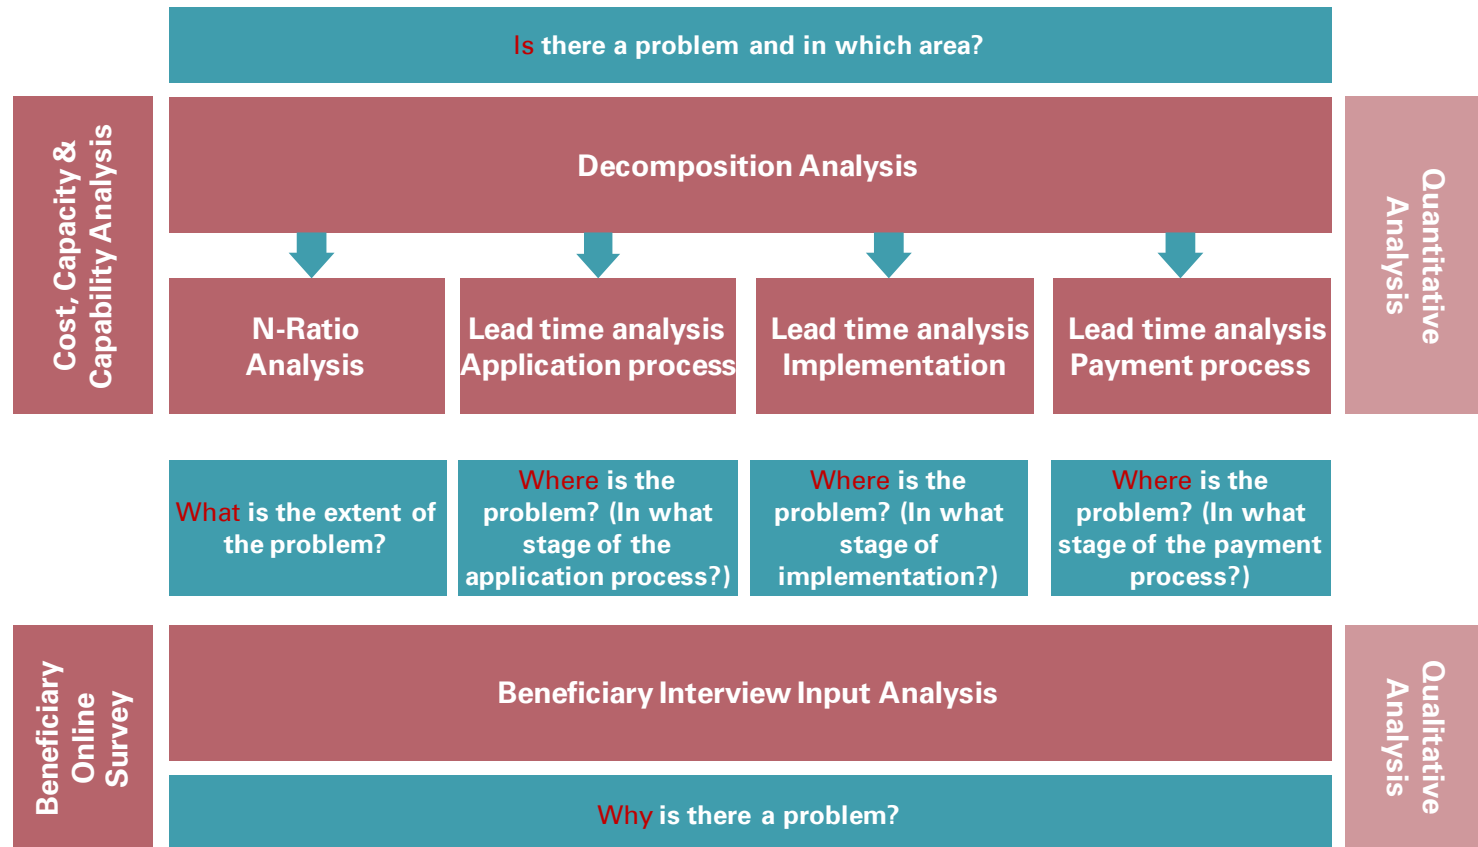 Is there a problem and in which area?
Cost, Capacity &
Capability Analysis
Decomposition Analysis
Quantitative
Analysis
N-Ratio
Analysis
Lead time analysis
Application process
Lead time analysis
Implementation
Lead time analysis
Payment process
What is the extent of
the problem?
Where is the
problem? (In what
stage of the
application process?)
Where is the
problem? (In what
stage of
implementation?)
Where is the
problem? (In what
stage of the payment
process?)
Beneficiary
Online
Survey
Beneficiary Interview Input Analysis
Qualitative
Analysis
Why is there a problem?